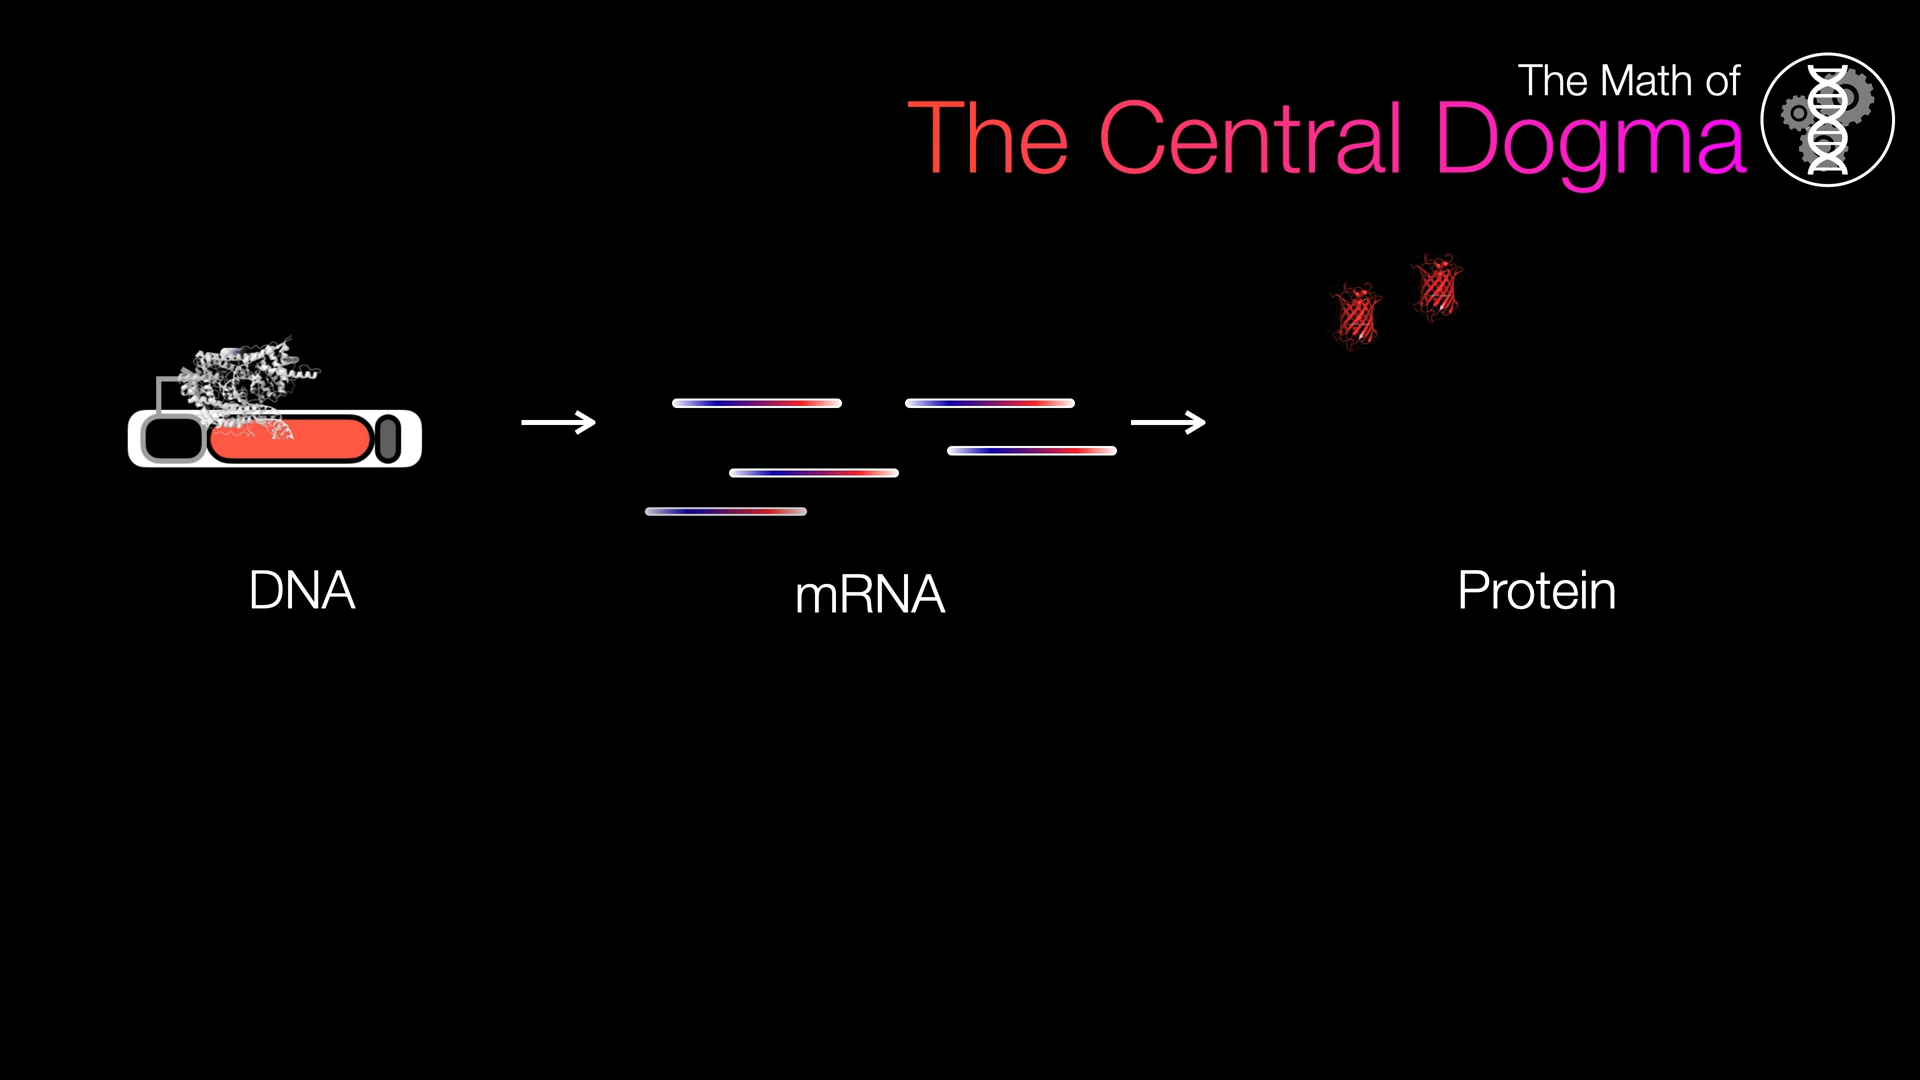 The Math of
The Central Dogma
DNA
mRNA
Protein